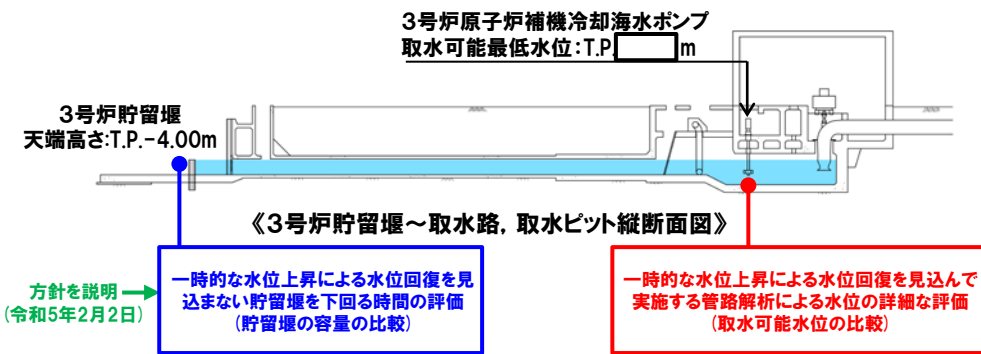 3号炉原子炉補機冷却海水ポンプ
取水可能最低水位:T.P. m
3号炉貯留堰
天端高さ:T.P.-4.00m
《3号炉貯留堰～取水路,取水ピット縦断面図》
方針を説明
(令和5年2月2日)
一時的な水位上昇による水位回復を見
込まない貯留堰を下回る時間の評価
(貯留堰の容量の比較)
一時的な水位上昇による水位回復を見込んで
実施する管路解析による水位の詳細な評価
(取水可能水位の比較)